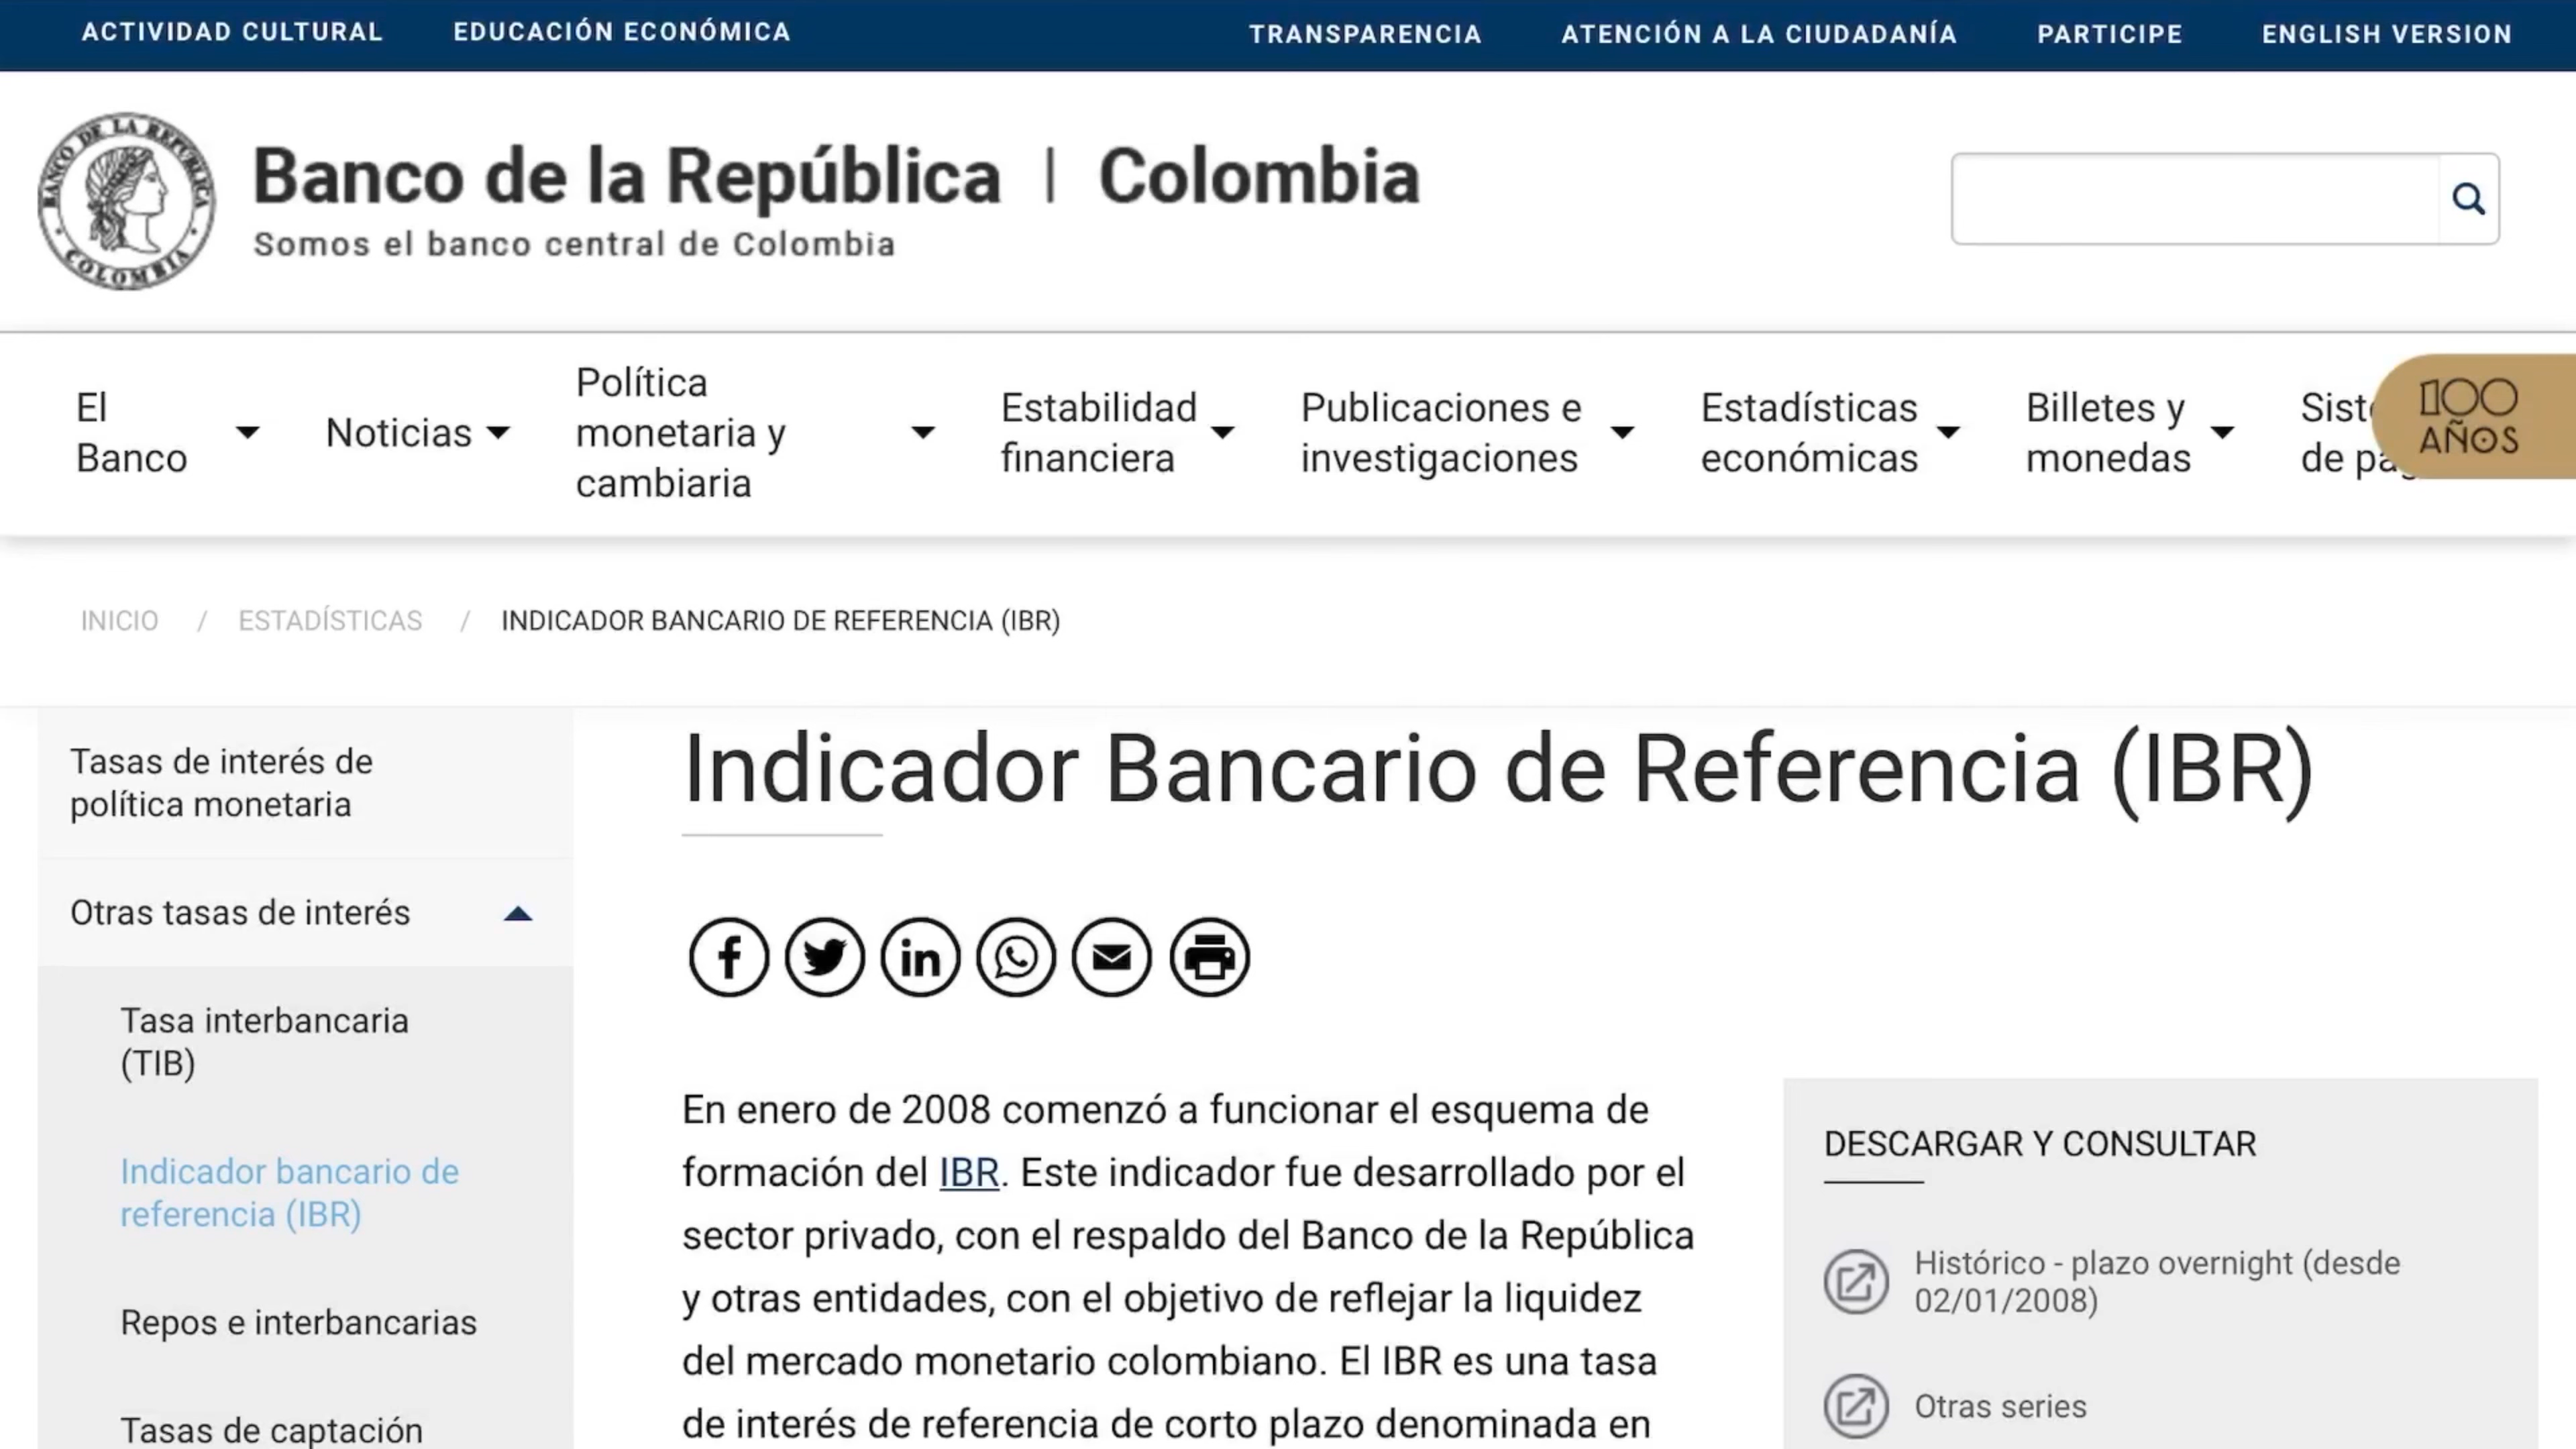 ACTIVIDAD CULTURAL
EDUCACIÓN ECONÓMICA
TRANSPARENCIA
ATENCIÓN A LA CIUDADANÍA
PARTICIPE
ENGLISH VERSION
BANCO DE LA REPÚBLICA
COLOMBIA
Banco de la República | Colombia
Somos el banco central de Colombia
El
Banco
Noticias
Política
monetaria y
cambiaria
Estabilidad
financiera
Publicaciones e
investigaciones
Estadísticas
económicas
Billetes y
monedas
de
100
AÑOS
INICIO / ESTADÍSTICAS / INDICADOR BANCARIO DE REFERENCIA (IBR)
Tasas de interés de
política monetaria
Otras tasas de interés
Tasa interbancaria
(TIB)
Indicador bancario de
referencia (IBR)
Repos e interbancarias
Tasas de captación
Indicador Bancario de Referencia (IBR)
En enero de 2008 comenzó a funcionar el esquema de
formación del IBR. Este indicador fue desarrollado por el
sector privado, con el respaldo del Banco de la República
y otras entidades, con el objetivo de reflejar la liquidez
del mercado monetario colombiano. El IBR es una tasa
de interés de referencia de corto plazo denominada en
DESCARGAR Y CONSULTAR
Histórico - plazo overnight (desde
02/01/2008)
Otras series